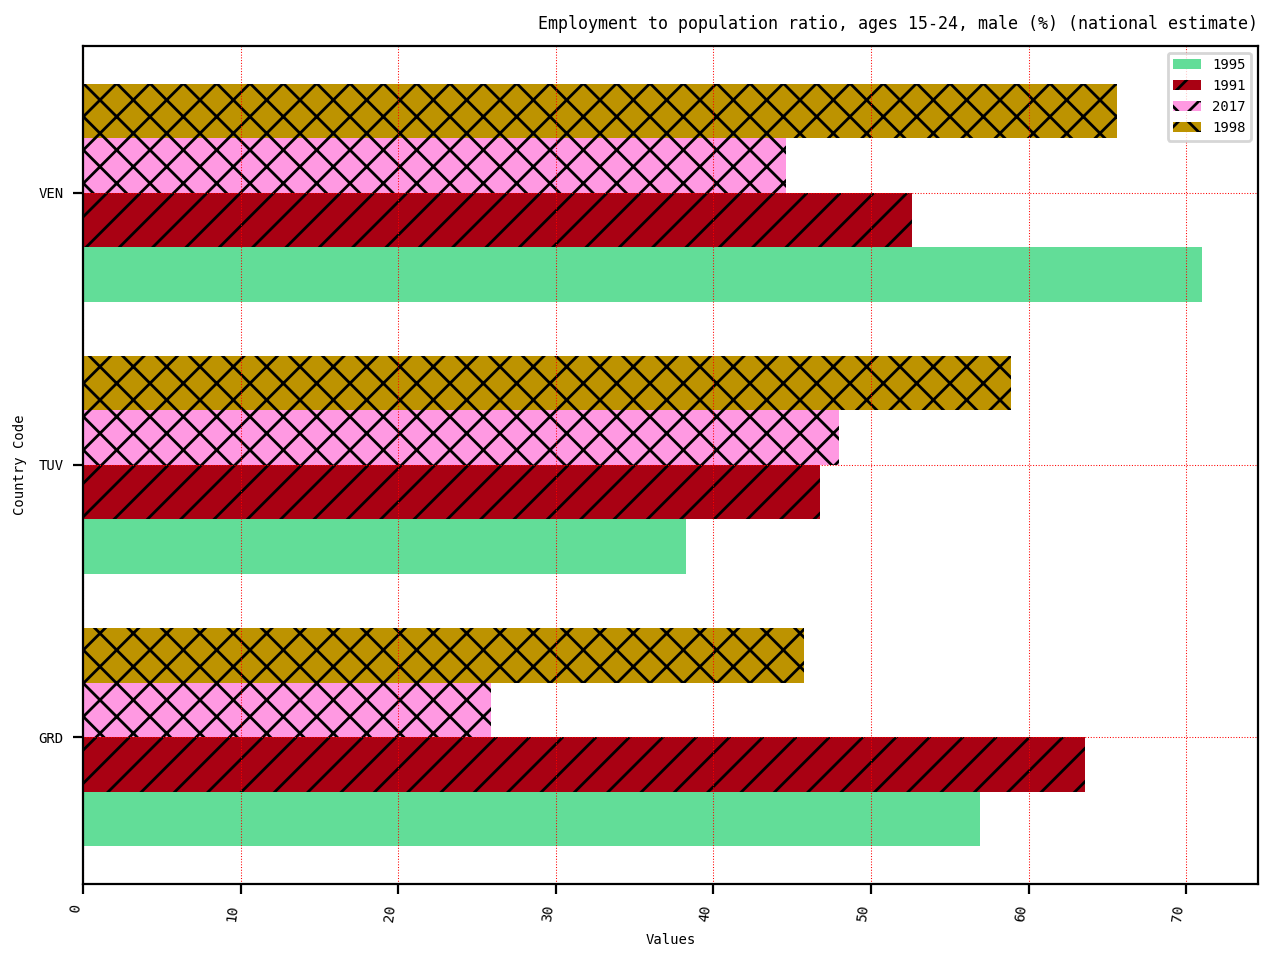 Employment to population ratio, ages 15-24, male (%) (national estimate)
1995
1991
2017
1998
VEN
TUV
GRD
Country Code
0
10
20
30
40
50
60
70
Values